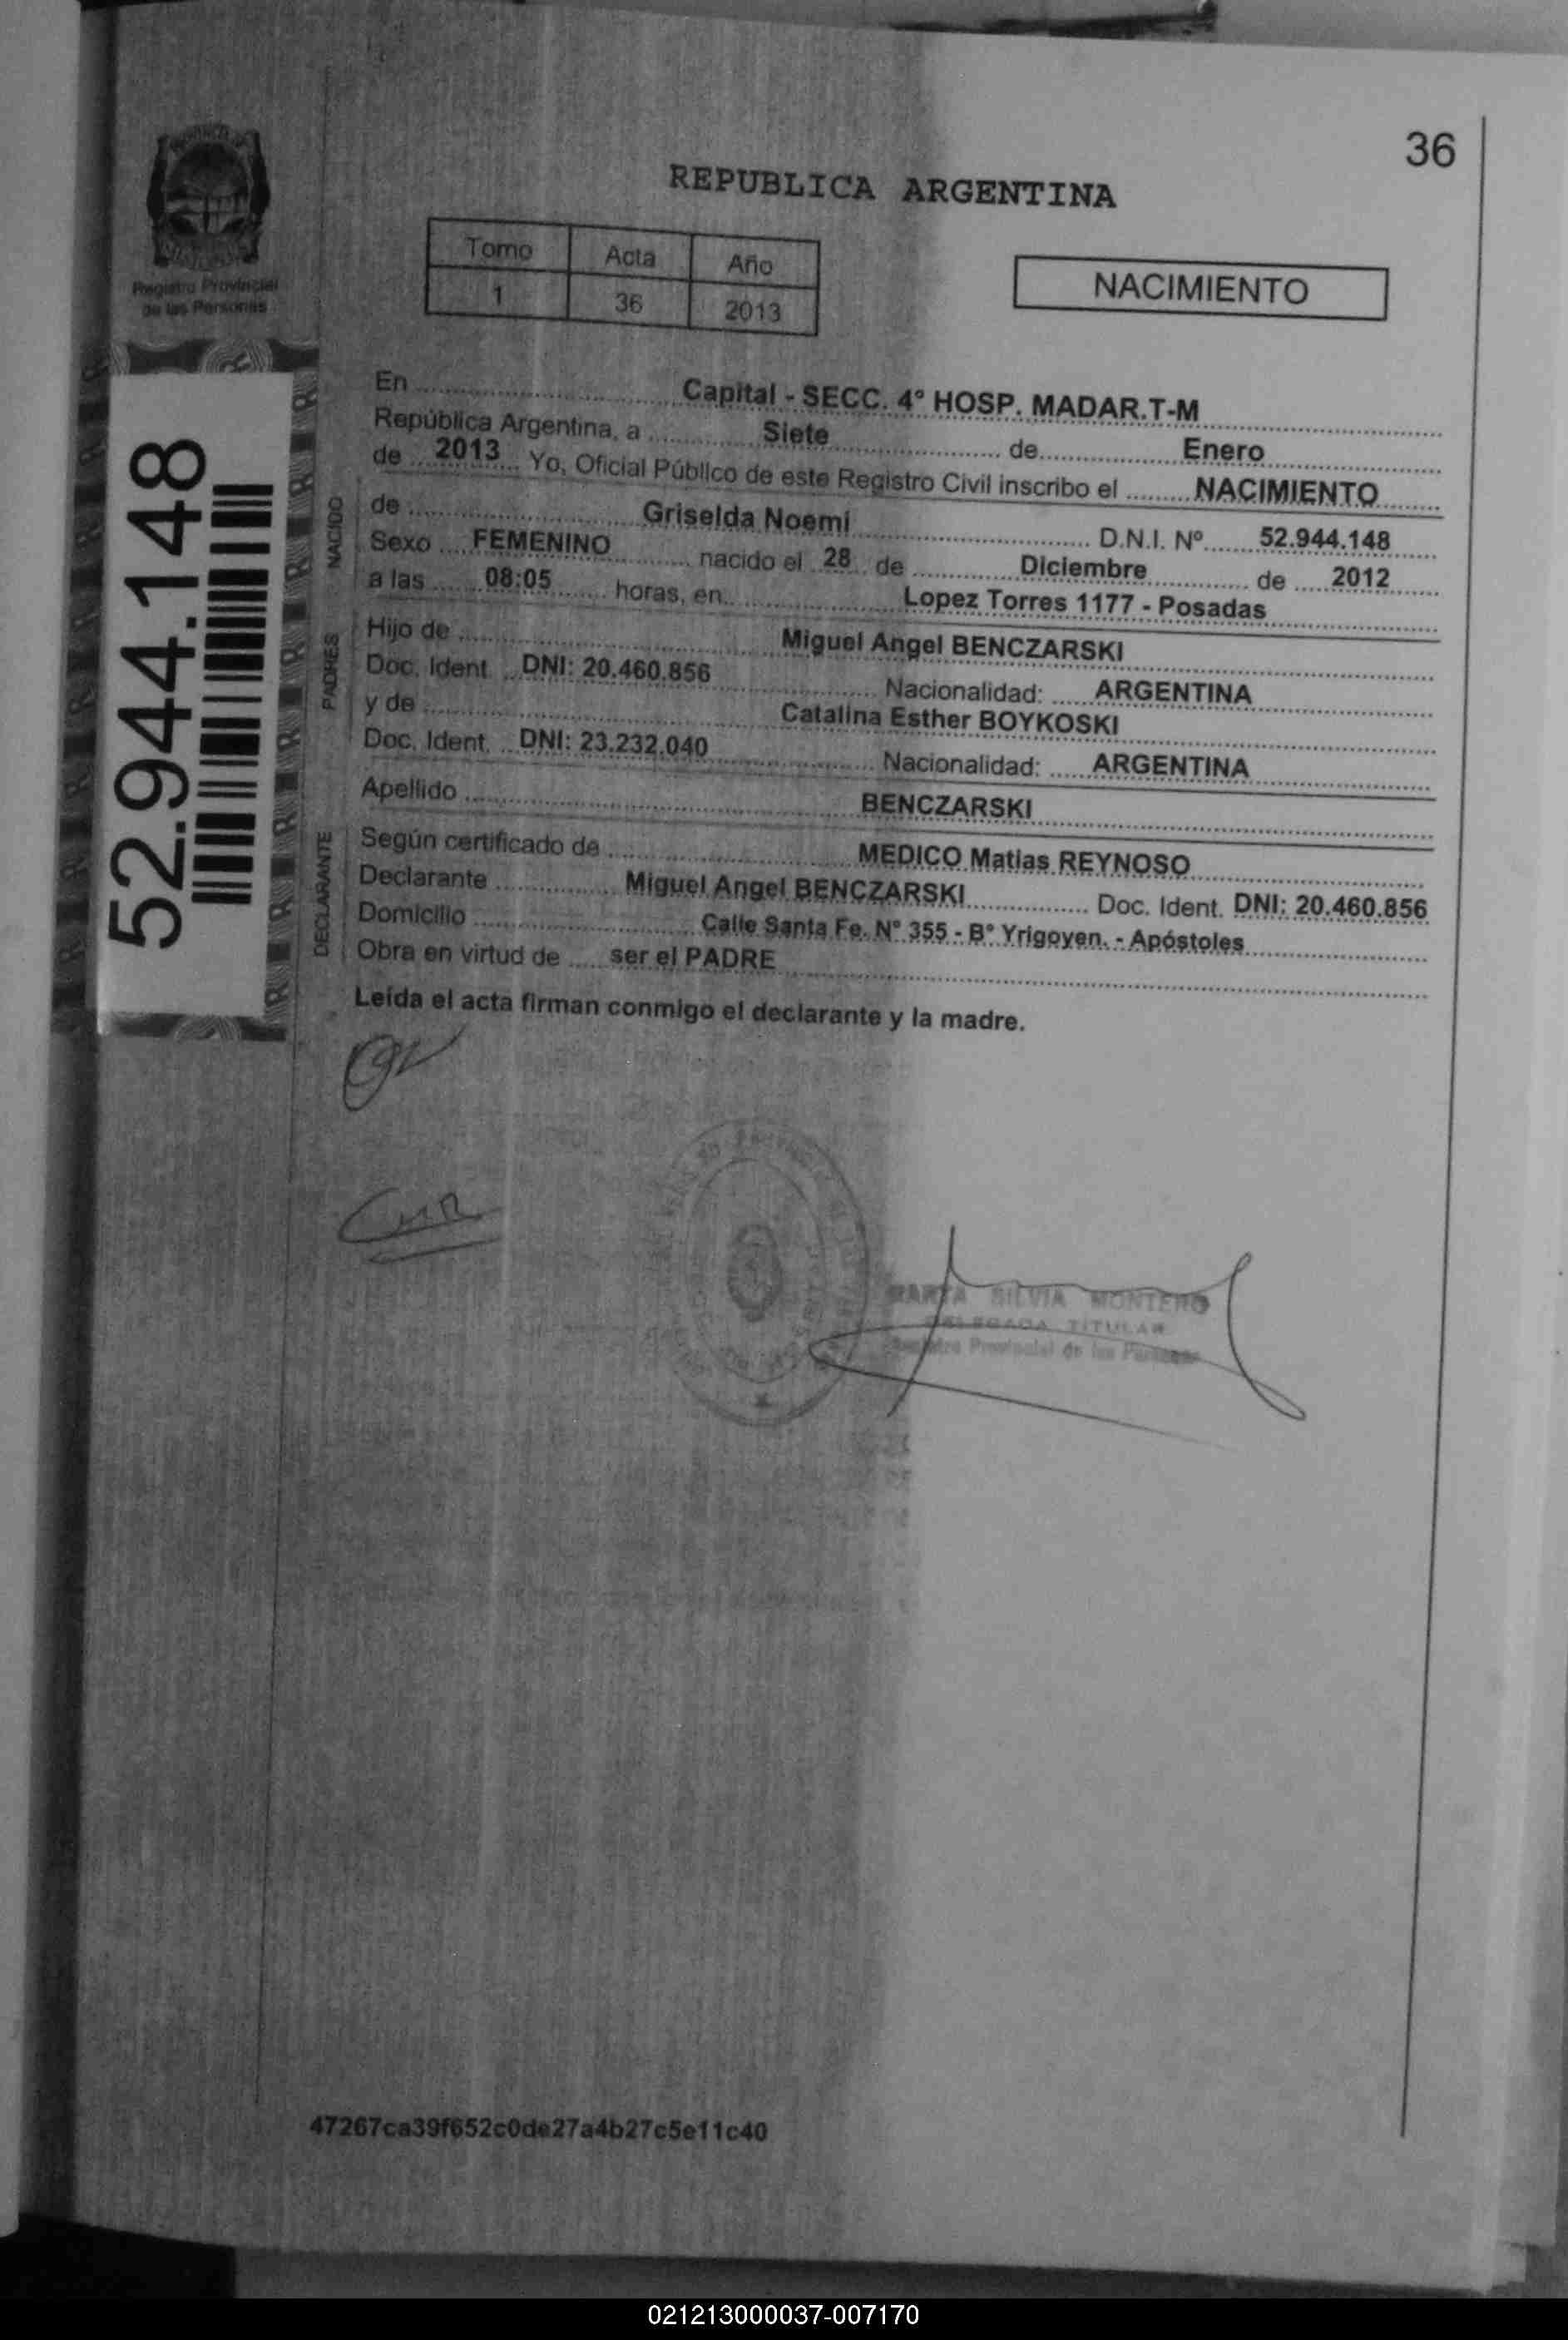 36
REPUBLICA ARGENTINA
Registro Provincial
de las Personas
Tomo Acta Año
1 36 2013
NACIMIENTO
52.944.148
En Capital - SECC. 4° HOSP. MADAR.T-M
República Argentina, a Siete de Enero
de 2013 Yo, Oficial Público de este Registro Civil inscribo el NACIMIENTO
NACIDO
de Griselda Noemi D.N.I. Nº 52.944.148
Sexo FEMENINO nacido el 28 de Diciembre de 2012
a las 08:05 horas, en Lopez Torres 1177 - Posadas
PADRES
Hijo de Miguel Angel BENCZARSKI
Doc. Ident. DNI: 20.460.856 Nacionalidad: ARGENTINA
y de Catalina Esther BOYKOSKI
Doc. Ident. DNI: 23.232.040 Nacionalidad: ARGENTINA
Apellido BENCZARSKI
DECLARANTE
Según certificado de MEDICO Matias REYNOSO
Declarante Miguel Angel BENCZARSKI Doc. Ident. DNI: 20.460.856
Domicilio Calle Santa Fe. N° 355 - B° Yrigoyen. - Apóstoles
Obra en virtud de ser el PADRE
Leída el acta firman conmigo el declarante y la madre.
MARTA SILVIA MONTERO
DELEGADA TITULAR
Registro Provincial de las Personas
47267ca39f652c0de27a4b27c5e11c40
021213000037-007170